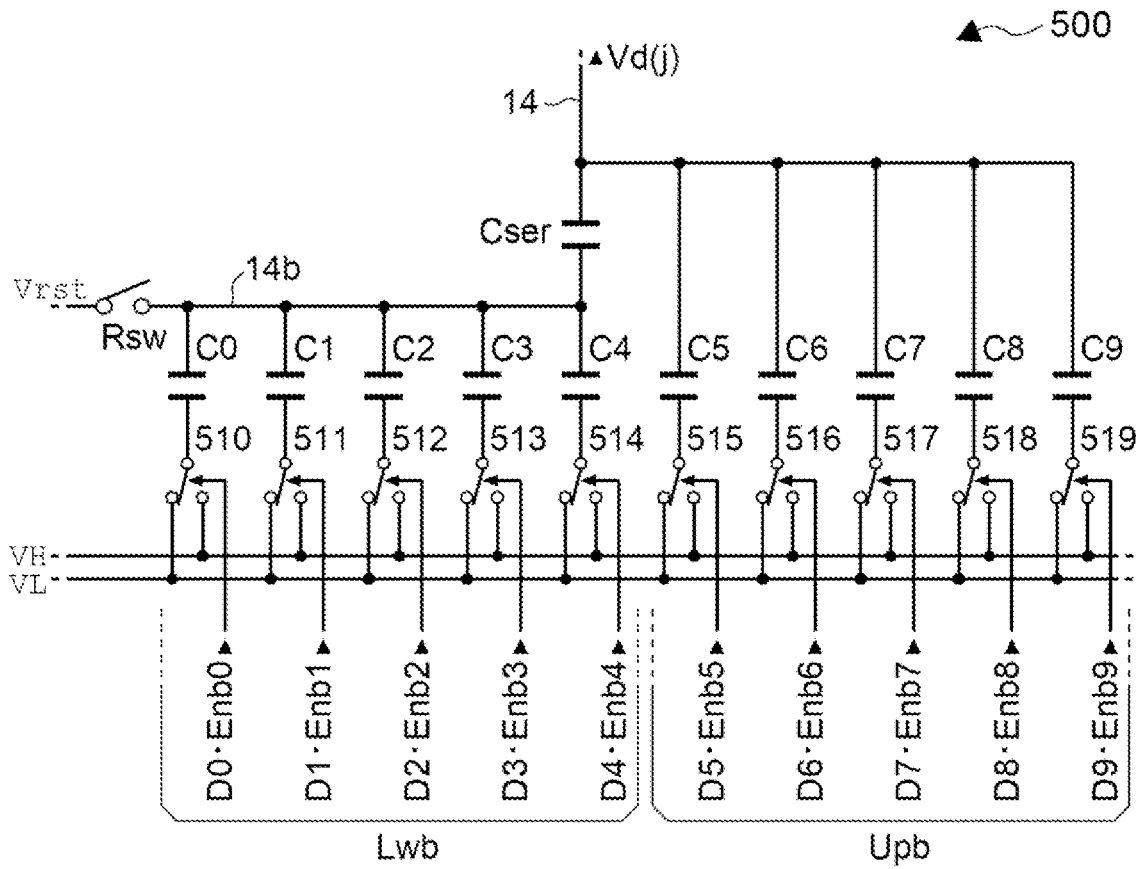 500
Vd(j)
14
Cser
14b
Vrst
Rsw
C0 C1 C2 C3 C4 C5 C6 C7 C8 C9
510 511 512 513 514 515 516 517 518 519
VH
VL
D0·Enb0
D1·Enb1
D2·Enb2
D3·Enb3
D4·Enb4
D5·Enb5
D6·Enb6
D7·Enb7
D8·Enb8
D9·Enb9
Lwb Upb